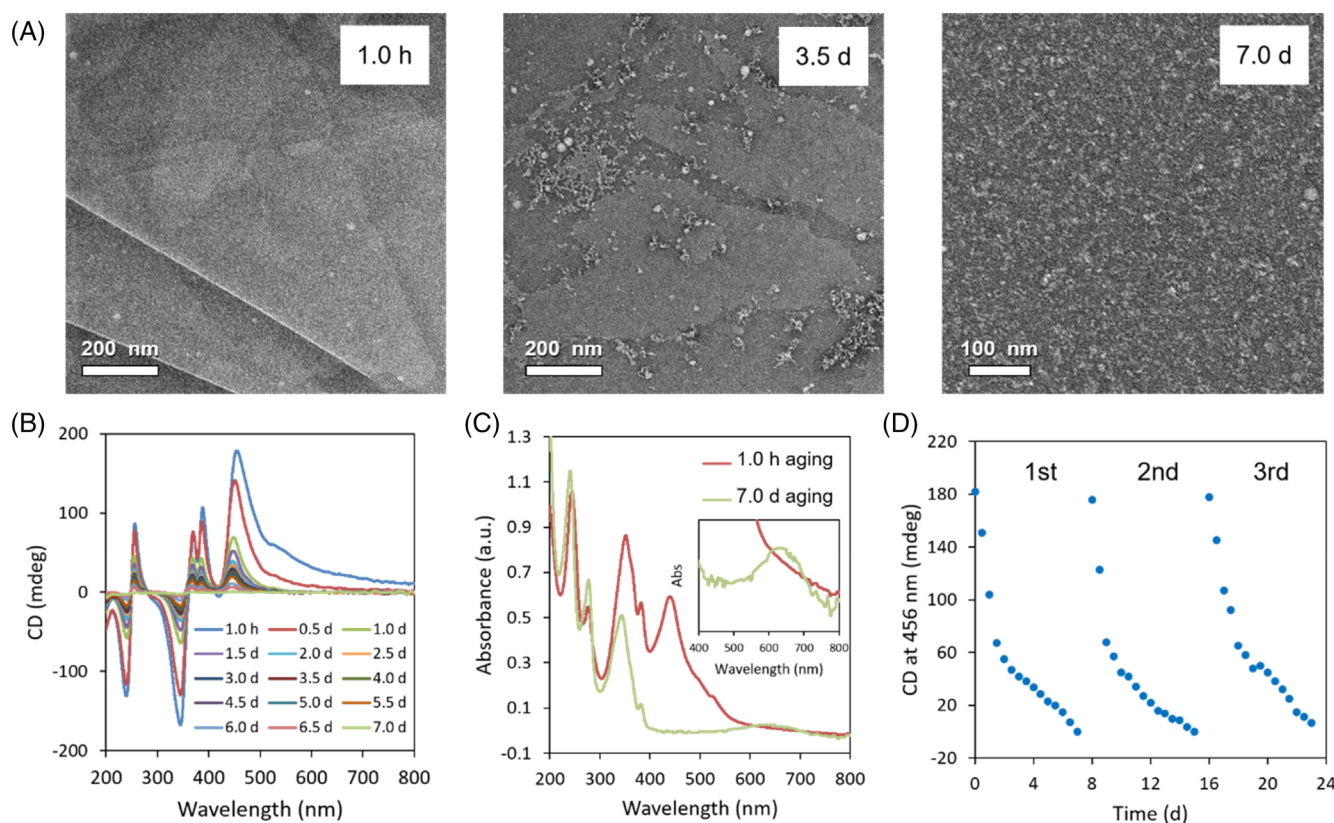 (A)
1.0 h
200 nm
3.5 d
200 nm
7.0 d
100 nm
(B)
CD (mdeg)
200
100
0
-100
-200
1.0 h 0.5 d 1.0 d
1.5 d 2.0 d 2.5 d
3.0 d 3.5 d 4.0 d
4.5 d 5.0 d 5.5 d
6.0 d 6.5 d 7.0 d
200 300 400 500 600 700 800
Wavelength (nm)
(C)
Absorbance (a.u.)
1.3
1.1
0.9
0.7
0.5
0.3
0.1
-0.1
1.0 h aging
7.0 d aging
Abs
400 500 600 700 800
Wavelength (nm)
200 300 400 500 600 700 800
Wavelength (nm)
(D)
CD at 456 nm (mdeg)
220
180
140
100
60
20
-20
1st 2nd 3rd
0 4 8 12 16 20 24
Time (d)